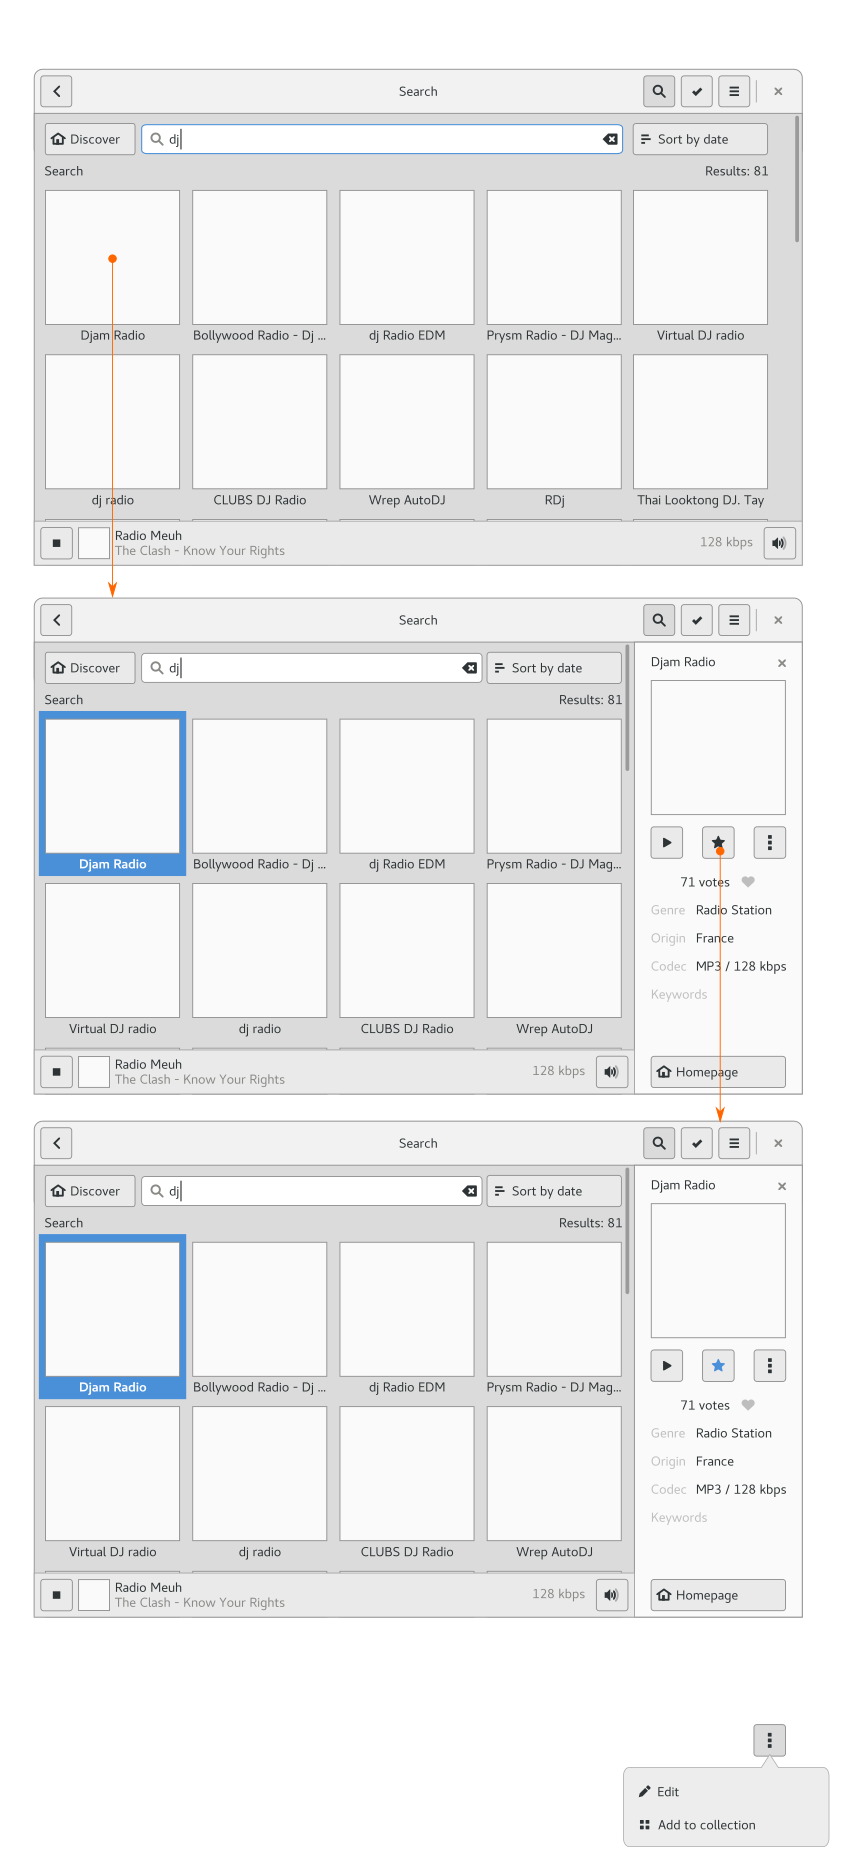 Search
Discover
dj
Sort by date
Search
Results: 81
Djam Radio
Bollywood Radio - Dj ...
dj Radio EDM
Prysm Radio - DJ Mag...
Virtual DJ radio
dj radio
CLUBS DJ Radio
Wrep AutoDJ
RDj
Thai Looktong DJ. Tay
Radio Meuh
The Clash - Know Your Rights
128 kbps
Search
Discover
dj
Sort by date
Search
Results: 81
Djam Radio
Bollywood Radio - Dj ...
dj Radio EDM
Prysm Radio - DJ Mag...
Virtual DJ radio
dj radio
CLUBS DJ Radio
Wrep AutoDJ
Radio Meuh
The Clash - Know Your Rights
128 kbps
Djam Radio
71 votes
Genre Radio Station
Origin France
Codec MP3 / 128 kbps
Keywords
Homepage
Search
Discover
dj
Sort by date
Search
Results: 81
Djam Radio
Bollywood Radio - Dj ...
dj Radio EDM
Prysm Radio - DJ Mag...
Virtual DJ radio
dj radio
CLUBS DJ Radio
Wrep AutoDJ
Radio Meuh
The Clash - Know Your Rights
128 kbps
Djam Radio
71 votes
Genre Radio Station
Origin France
Codec MP3 / 128 kbps
Keywords
Homepage
Edit
Add to collection